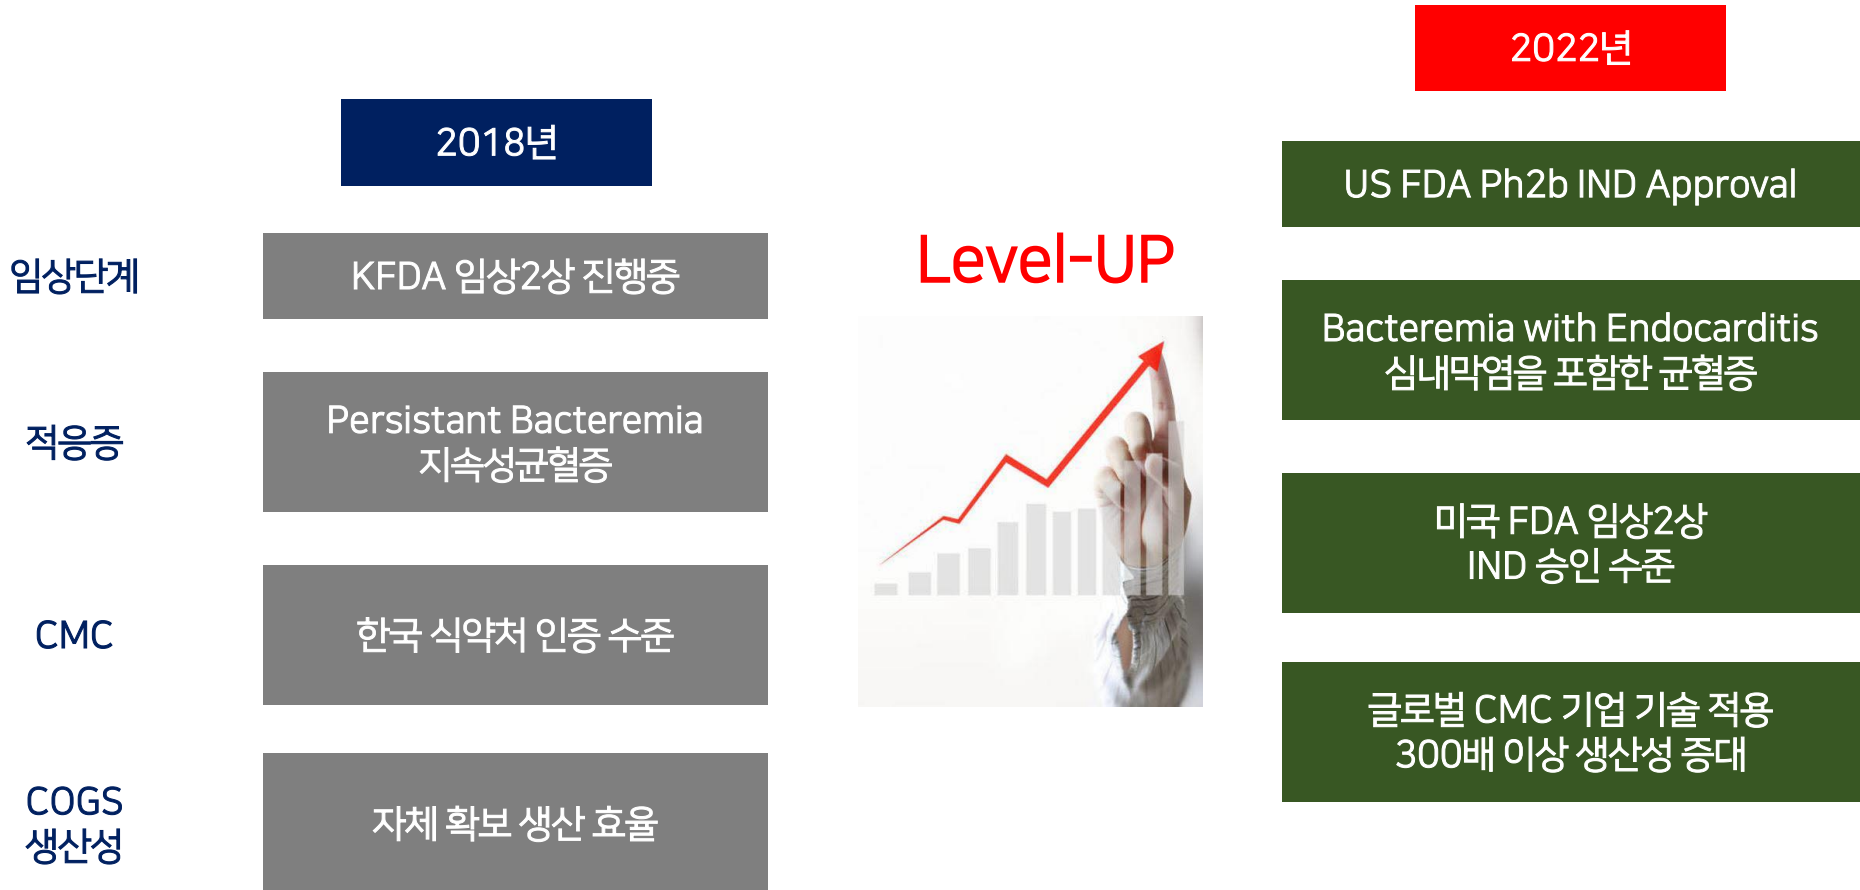 2022년
2018년
US FDA Ph2b IND Approval
Level-UP
임상단계
KFDA 임상2상 진행중
Bacteremia with Endocarditis
심내막염을 포함한 균혈증
적응증
Persistant Bacteremia
지속성균혈증
미국 FDA 임상2상
IND 승인 수준
CMC
한국 식약처 인증 수준
글로벌 CMC 기업 기술 적용
300배 이상 생산성 증대
COGS
생산성
자체 확보 생산 효율